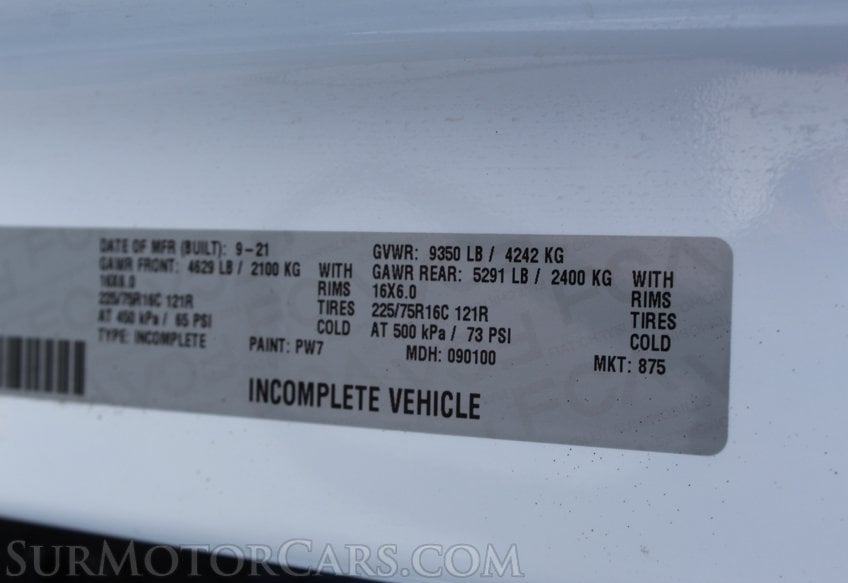 DATE OF MFR (BUILT): 9-21 GVWR: 9350 LB / 4242 KG
GAWR FRONT: 4629 LB / 2100 KG WITH GAWR REAR: 5291 LB / 2400 KG WITH
16X6.0 RIMS 16X6.0 RIMS
225/75R16C 121R TIRES 225/75R16C 121R TIRES
AT 450 kPa / 65 PSI COLD AT 500 kPa / 73 PSI COLD
TYPE: INCOMPLETE PAINT: PW7 MDH: 090100 MKT: 875
INCOMPLETE VEHICLE
SURMOTORCARS.COM